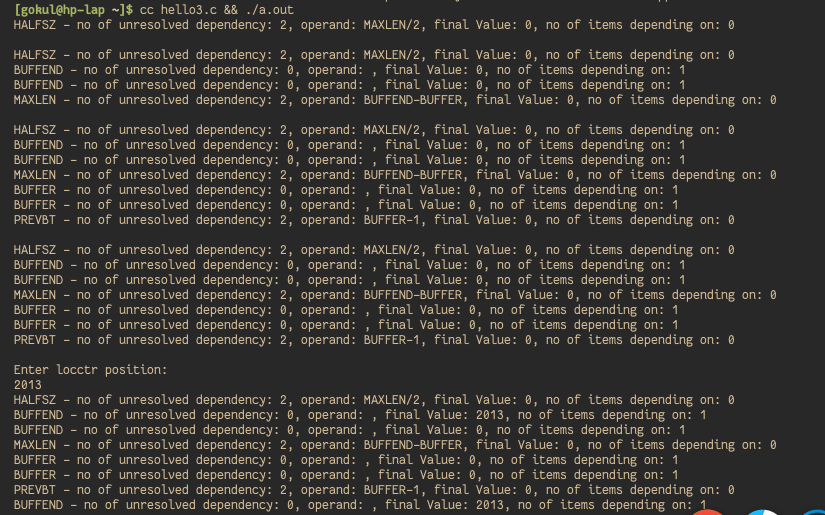 [gokul@hp-lap ~]$ cc hello3.c && ./a.out
HALFSZ - no of unresolved dependency: 2, operand: MAXLEN/2, final Value: 0, no of items depending on: 0
HALFSZ - no of unresolved dependency: 2, operand: MAXLEN/2, final Value: 0, no of items depending on: 0
BUFFEND - no of unresolved dependency: 0, operand: , final Value: 0, no of items depending on: 1
BUFFEND - no of unresolved dependency: 0, operand: , final Value: 0, no of items depending on: 1
MAXLEN - no of unresolved dependency: 2, operand: BUFFEND-BUFFER, final Value: 0, no of items depending on: 0
HALFSZ - no of unresolved dependency: 2, operand: MAXLEN/2, final Value: 0, no of items depending on: 0
BUFFEND - no of unresolved dependency: 0, operand: , final Value: 0, no of items depending on: 1
BUFFEND - no of unresolved dependency: 0, operand: , final Value: 0, no of items depending on: 1
MAXLEN - no of unresolved dependency: 2, operand: BUFFEND-BUFFER, final Value: 0, no of items depending on: 0
BUFFER - no of unresolved dependency: 0, operand: , final Value: 0, no of items depending on: 1
BUFFER - no of unresolved dependency: 0, operand: , final Value: 0, no of items depending on: 1
PREVBT - no of unresolved dependency: 2, operand: BUFFER-1, final Value: 0, no of items depending on: 0
HALFSZ - no of unresolved dependency: 2, operand: MAXLEN/2, final Value: 0, no of items depending on: 0
BUFFEND - no of unresolved dependency: 0, operand: , final Value: 0, no of items depending on: 1
BUFFEND - no of unresolved dependency: 0, operand: , final Value: 0, no of items depending on: 1
MAXLEN - no of unresolved dependency: 2, operand: BUFFEND-BUFFER, final Value: 0, no of items depending on: 0
BUFFER - no of unresolved dependency: 0, operand: , final Value: 0, no of items depending on: 1
BUFFER - no of unresolved dependency: 0, operand: , final Value: 0, no of items depending on: 1
PREVBT - no of unresolved dependency: 2, operand: BUFFER-1, final Value: 0, no of items depending on: 0
Enter locctr position:
2013
HALFSZ - no of unresolved dependency: 2, operand: MAXLEN/2, final Value: 0, no of items depending on: 0
BUFFEND - no of unresolved dependency: 0, operand: , final Value: 2013, no of items depending on: 1
BUFFEND - no of unresolved dependency: 0, operand: , final Value: 0, no of items depending on: 1
MAXLEN - no of unresolved dependency: 2, operand: BUFFEND-BUFFER, final Value: 0, no of items depending on: 0
BUFFER - no of unresolved dependency: 0, operand: , final Value: 0, no of items depending on: 1
BUFFER - no of unresolved dependency: 0, operand: , final Value: 0, no of items depending on: 1
PREVBT - no of unresolved dependency: 2, operand: BUFFER-1, final Value: 0, no of items depending on: 0
BUFFEND - no of unresolved dependency: 0, operand: , final Value: 2013, no of items depending on: 1